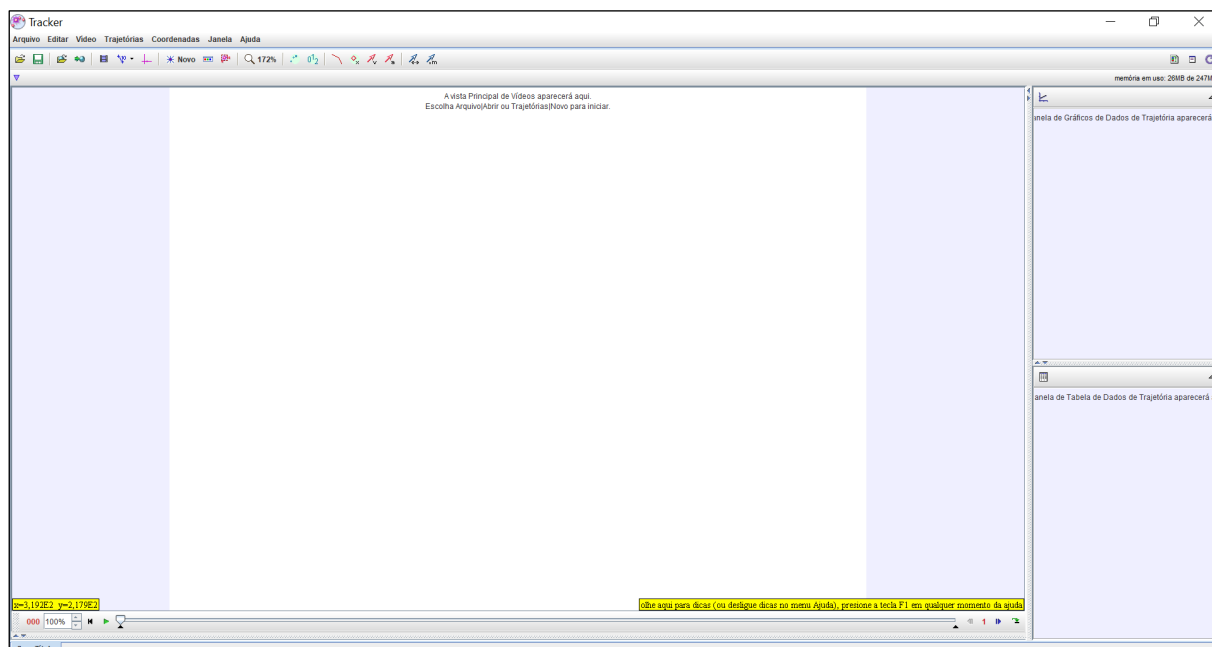 Tracker
Arquivo Editar Video Trajetórias Coordenadas Janela Ajuda
Novo 172%
memória em uso: 26MB de 247M
A vista Principal de Vídeos aparecerá aqui.
Escolha Arquivo|Abrir ou Trajetórias|Novo para iniciar.
anela de Gráficos de Dados de Trajetória aparecerá
anela de Tabela de Dados de Trajetória aparecerá
x=3,192E2 y=2,179E2
olhe aqui para dicas (ou desligue dicas no menu Ajuda), presione a tecla F1 em qualquer momento da ajuda
000 100% 1